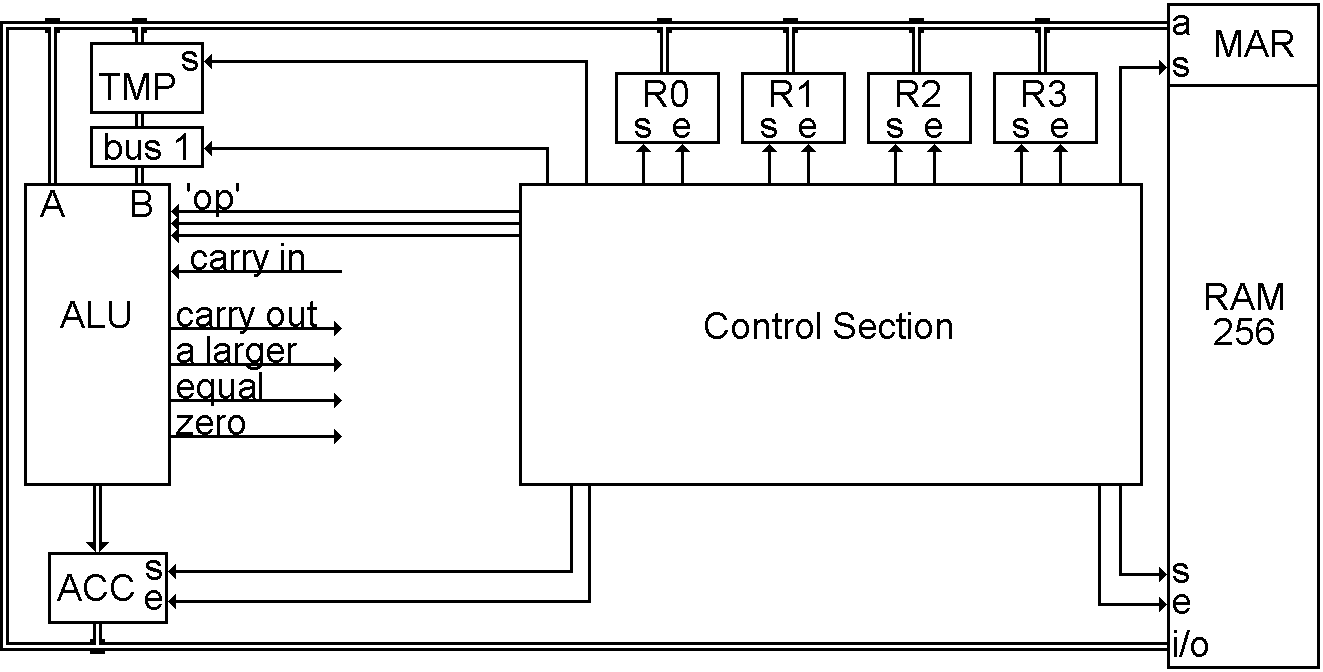 a
MAR
s
s
TMP
R0
s e
R1
s e
R2
s e
R3
s e
bus 1
A
B
'op'
carry in
ALU
carry out
a larger
equal
zero
Control Section
RAM
256
s
ACC
e
s
e
i/o